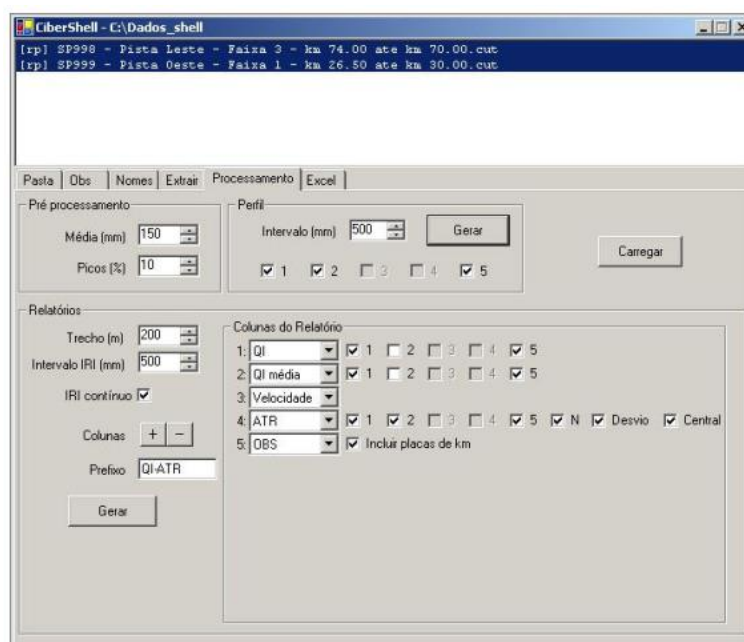 CiberShell - C:\Dados_shell
[rp] SP998 - Pista Leste - Faixa 3 - km 74.00 ate km 70.00.cut
[rp] SP999 - Pista Oeste - Faixa 1 - km 26.50 ate km 30.00.cut
Pasta Obs Nomes Extrair Processamento Excel
Pré processamento
Média (mm) 150
Picos (%) 10
Perfil
Intervalo (mm) 500 Gerar
1 2 3 4 5
Carregar
Relatórios
Trecho (m) 200
Intervalo IRI (mm) 500
IRI contínuo
Colunas + -
Prefixo QI-ATR
Gerar
Colunas do Relatório
1: QI 1 2 3 4 5
2: QI média 1 2 3 4 5
3: Velocidade
4: ATR 1 2 3 4 5 N Desvio Central
5: OBS Incluir placas de km